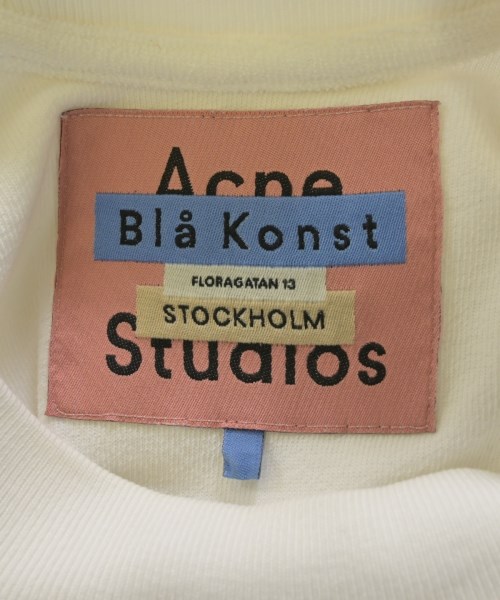 Acne
Blå Konst
FLORAGATAN 13
STOCKHOLM
Studios